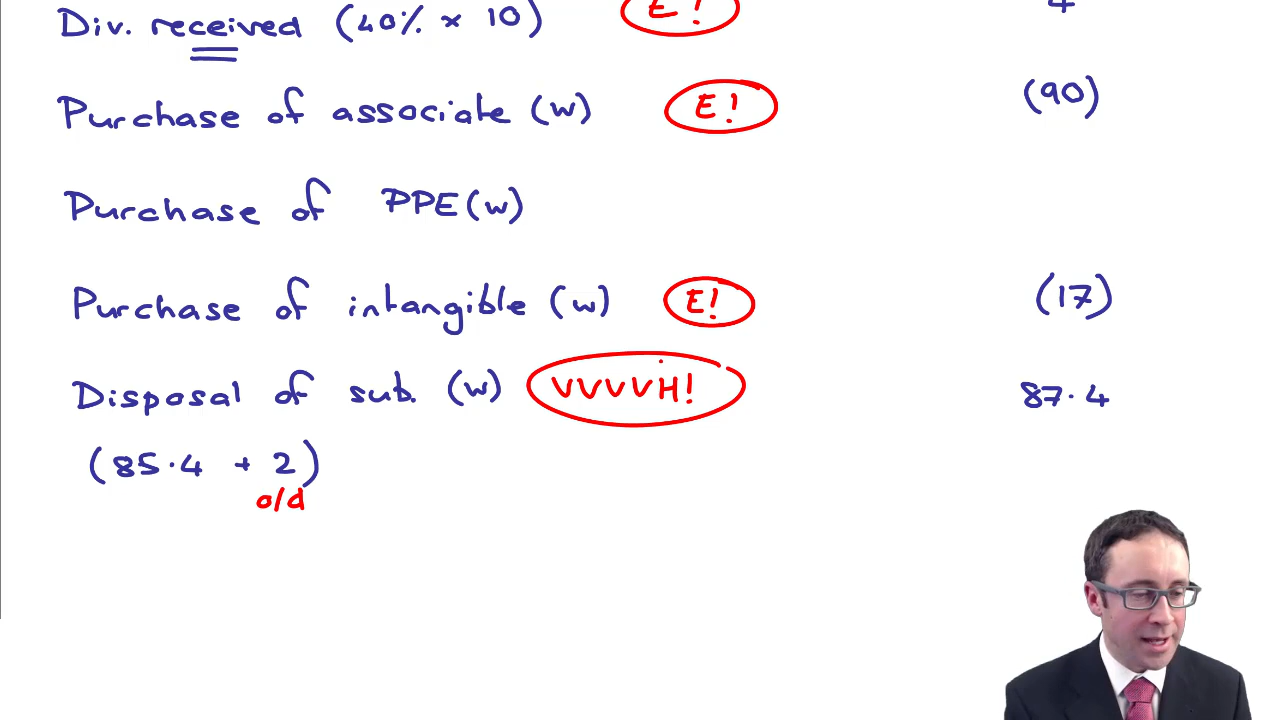 Div. received (40% x 10) E! 4
Purchase of associate (w) E! (90)
Purchase of PPE (w)
Purchase of intangible (w) E! (17)
Disposal of sub. (w) VVVVH! 87.4
(85.4 + 2)
o/d